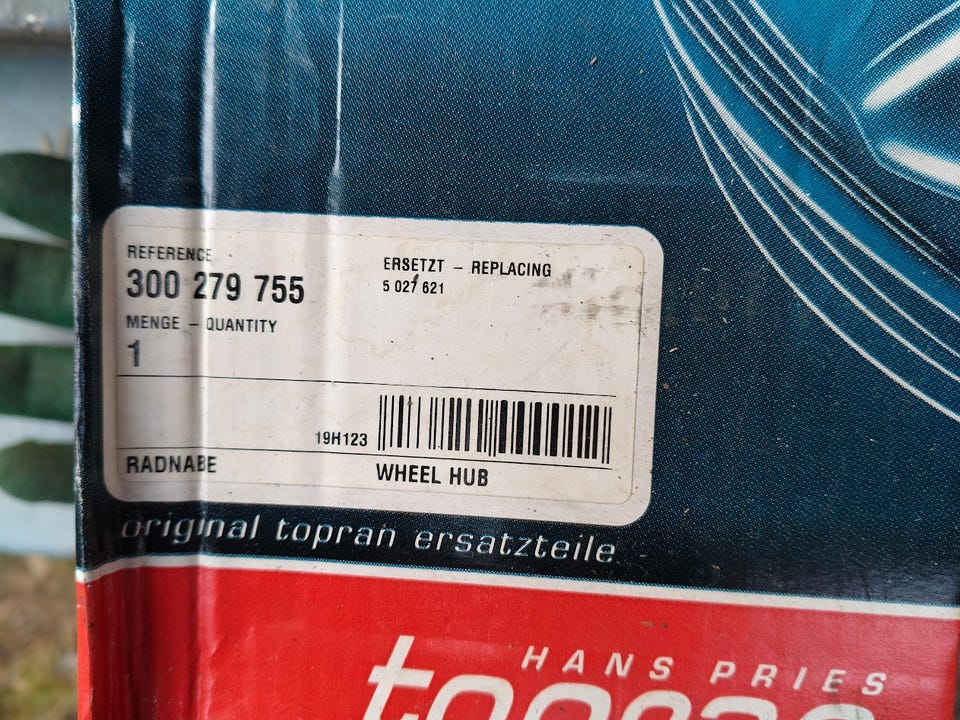 REFERENCE
300 279 755
ERSETZT – REPLACING
5 027 621
MENGE – QUANTITY
1
19H123
RADNABE
WHEEL HUB
original topran ersatzteile
HANS PRIES
topran